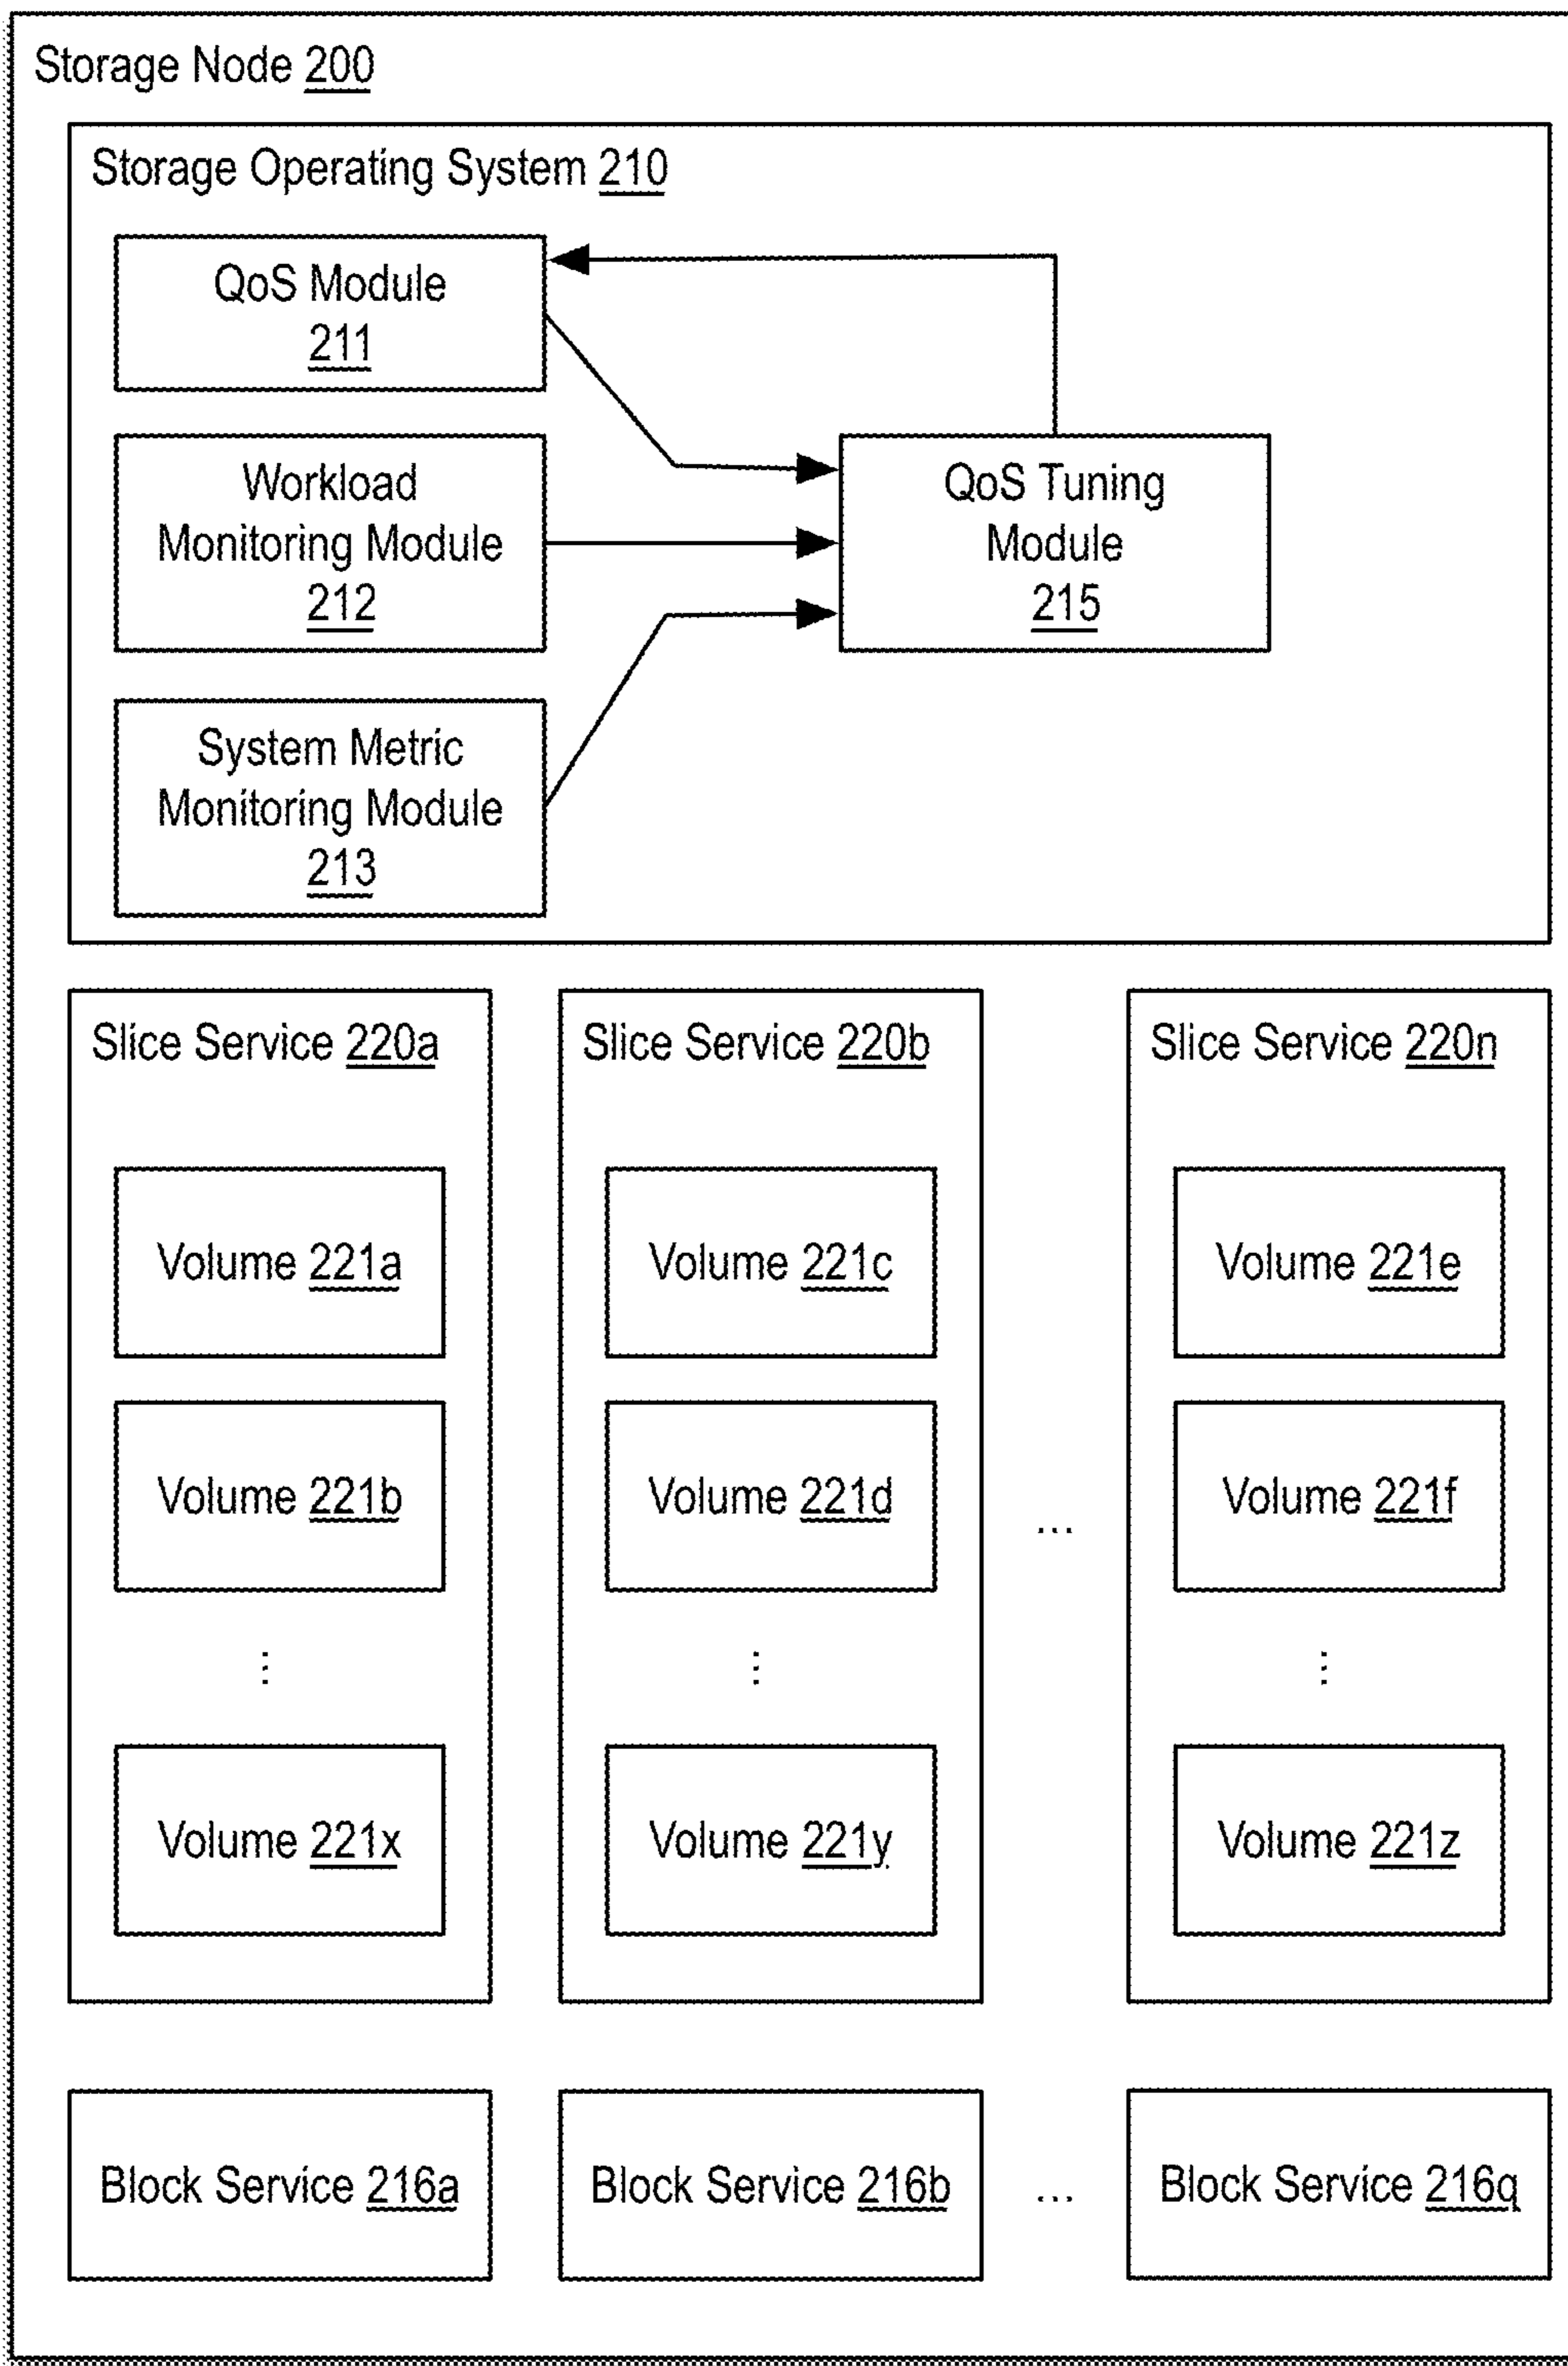 Storage Node 200
Storage Operating System 210
QoS Module
211
Workload
Monitoring Module
212
System Metric
Monitoring Module
213
QoS Tuning
Module
215
Slice Service 220a
Volume 221a
Volume 221b
⋮
Volume 221x
Slice Service 220b
Volume 221c
Volume 221d
⋮
Volume 221y
...
Slice Service 220n
Volume 221e
Volume 221f
⋮
Volume 221z
Block Service 216a
Block Service 216b
...
Block Service 216q